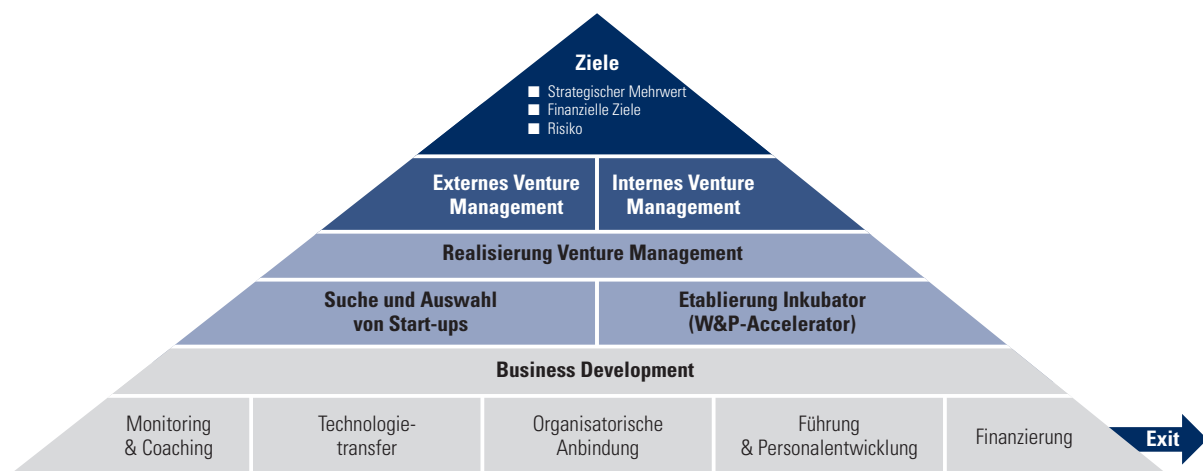 Ziele
Strategischer Mehrwert
Finanzielle Ziele
Risiko
Externes Venture
Management
Internes Venture
Management
Realisierung Venture Management
Suche und Auswahl
von Start-ups
Etablierung Inkubator
(W&P-Accelerator)
Business Development
Monitoring
& Coaching
Technologie-
transfer
Organisatorische
Anbindung
Führung
& Personalentwicklung
Finanzierung
Exit